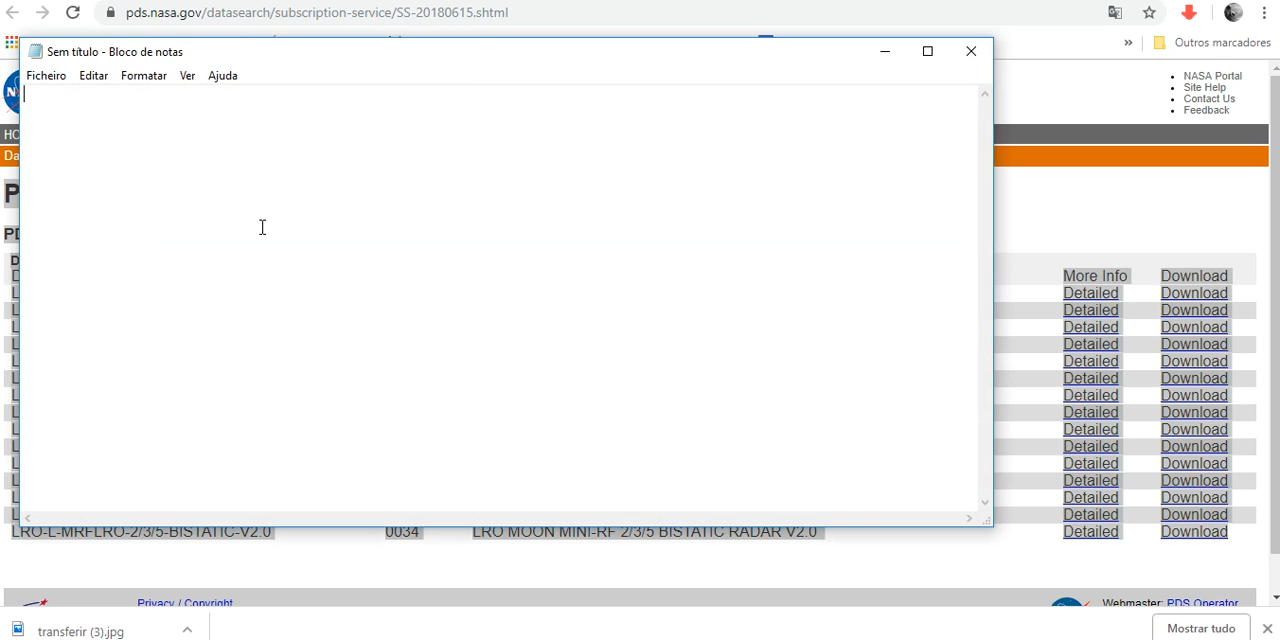 pds.nasa.gov/datasearch/subscription-service/SS-20180615.shtml
Sem título - Bloco de notas
» Outros marcadores
Ficheiro Editar Formatar Ver Ajuda
NASA Portal
Site Help
Contact Us
Feedback
More Info Download
Detailed Download
Detailed Download
Detailed Download
Detailed Download
Detailed Download
Detailed Download
Detailed Download
Detailed Download
Detailed Download
Detailed Download
Detailed Download
Detailed Download
Detailed Download
Detailed Download
LRO-L-MRFLRO-2/3/5-BISTATIC-V2.0 0034 LRO MOON MINI-RF 2/3/5 BISTATIC RADAR V2.0 Detailed Download
Privacy / Copyright
Webmaster: PDS Operator
transferir (3).jpg
Mostrar tudo